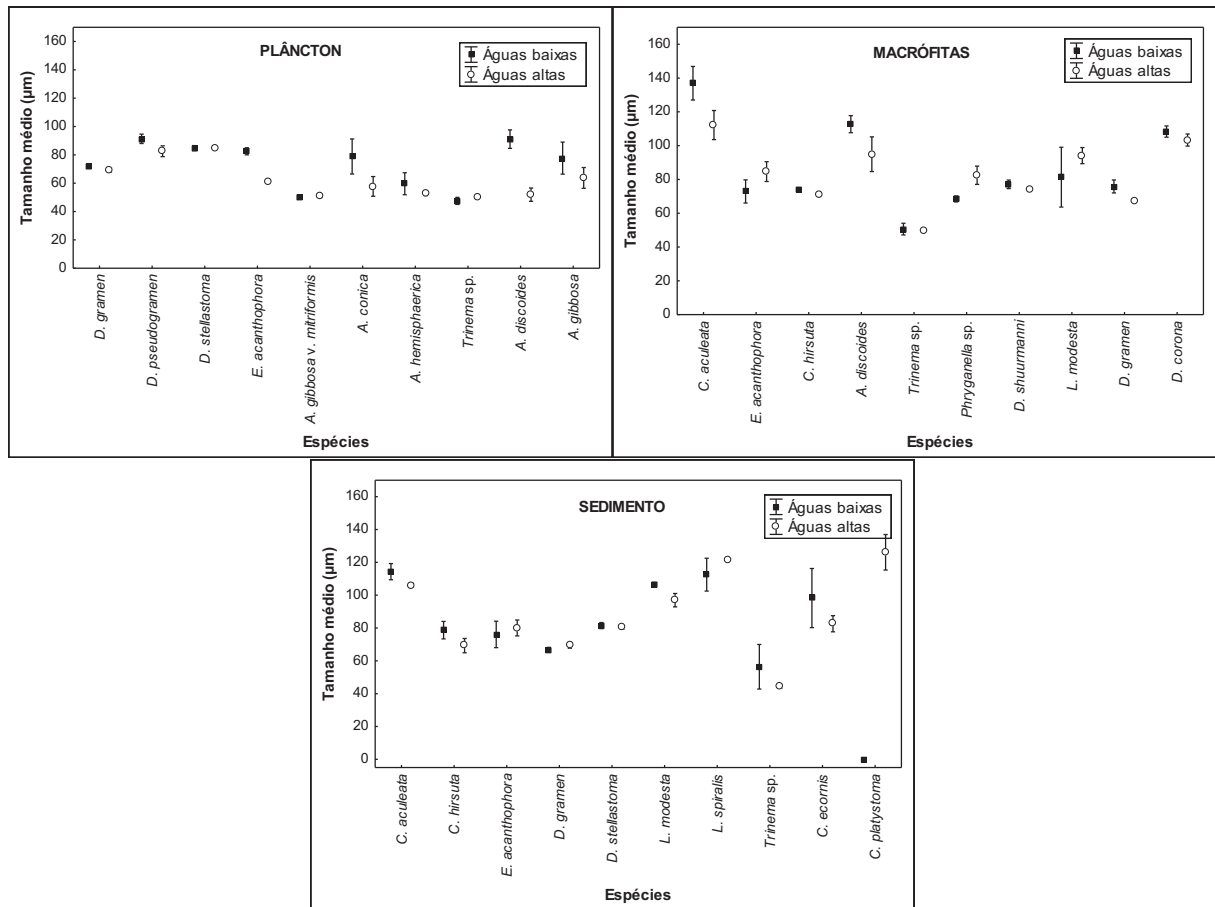 PLÂNCTON
Águas baixas
Águas altas
Tamanho médio (µm)
160
140
120
100
80
60
40
20
0
D. gramen
D. pseudogramen
D. stellastoma
E. acanthophora
A. gibbosa v. mitriformis
A. conica
A. hemisphaerica
Trinema sp.
A. discoides
A. gibbosa
Espécies
MACRÓFITAS
Águas baixas
Águas altas
Tamanho médio (µm)
160
140
120
100
80
60
40
20
0
C. aculeata
E. acanthophora
C. hirsuta
A. discoides
Trinema sp.
Phryganella sp.
D. shuurmanni
L. modesta
D. gramen
D. corona
Espécies
SEDIMENTO
Águas baixas
Águas altas
Tamanho médio (µm)
160
140
120
100
80
60
40
20
0
C. aculeata
C. hirsuta
E. acanthophora
D. gramen
D. stellastoma
L. modesta
L. spiralis
Trinema sp.
C. ecornis
C. platystoma
Espécies